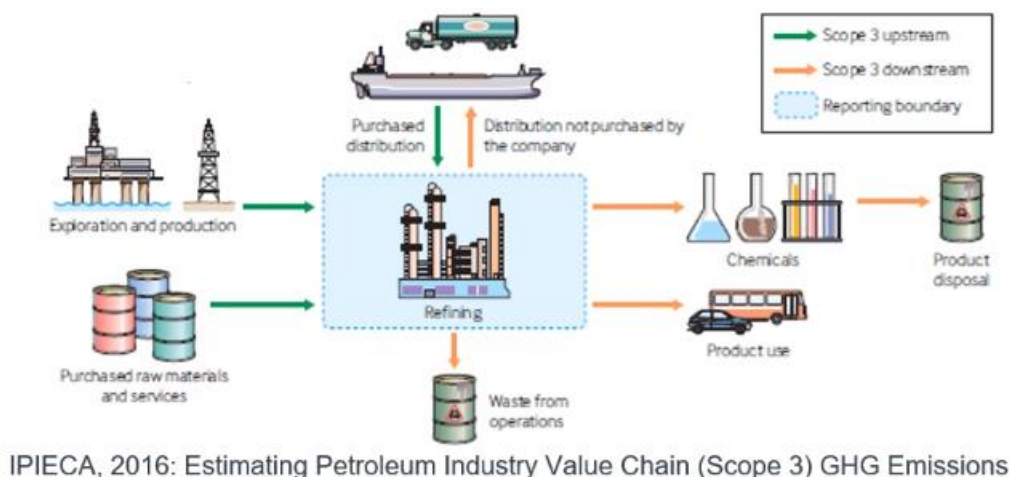 Scope 3 upstream
Scope 3 downstream
Reporting boundary
Purchased
distribution
Distribution not purchased by
the company
Exploration and production
Refining
Chemicals
Product
disposal
Purchased raw materials
and services
Product use
Waste from
operations
IPIECA, 2016: Estimating Petroleum Industry Value Chain (Scope 3) GHG Emissions